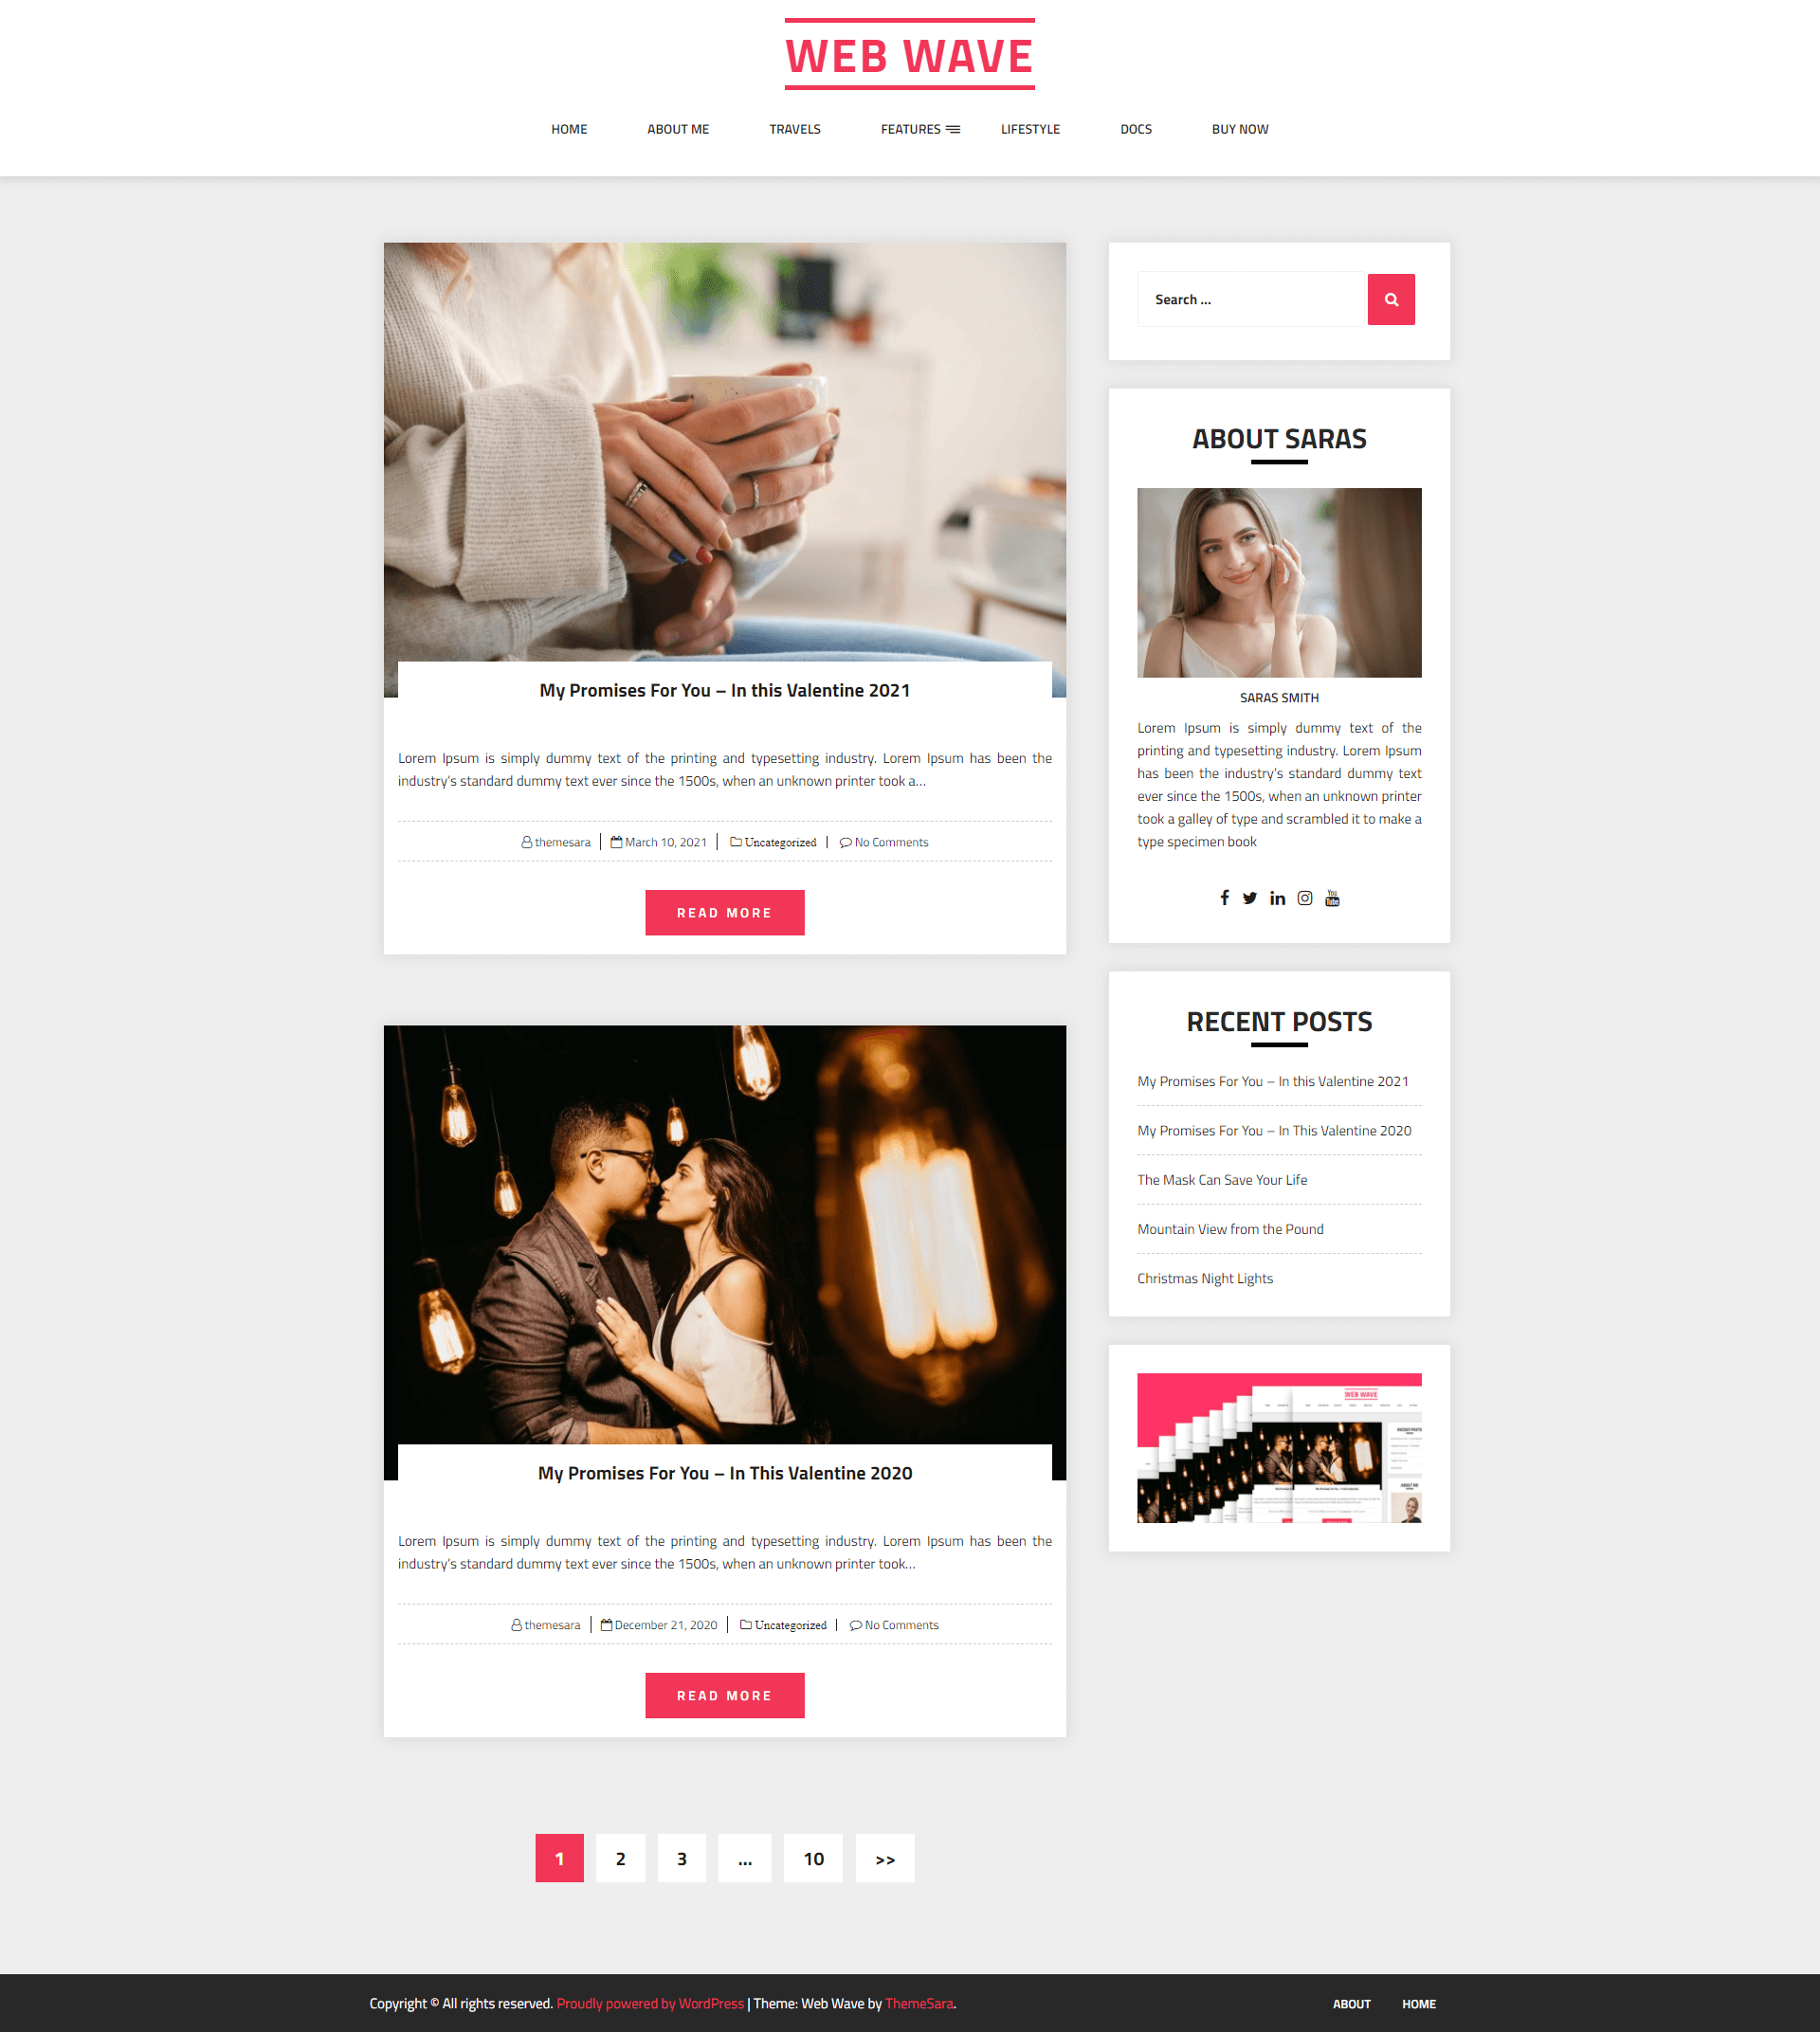 WEB WAVE
HOME ABOUT ME TRAVELS FEATURES LIFESTYLE DOCS BUY NOW
My Promises For You – In this Valentine 2021
Lorem Ipsum is simply dummy text of the printing and typesetting industry. Lorem Ipsum has been the
industry’s standard dummy text ever since the 1500s, when an unknown printer took a…
themesara March 10, 2021 Uncategorized No Comments
READ MORE
My Promises For You – In This Valentine 2020
Lorem Ipsum is simply dummy text of the printing and typesetting industry. Lorem Ipsum has been the
industry’s standard dummy text ever since the 1500s, when an unknown printer took…
themesara December 21, 2020 Uncategorized No Comments
READ MORE
1 2 3 … 10 >>
Search …
ABOUT SARAS
SARAS SMITH
Lorem Ipsum is simply dummy text of the
printing and typesetting industry. Lorem Ipsum
has been the industry’s standard dummy text
ever since the 1500s, when an unknown printer
took a galley of type and scrambled it to make a
type specimen book
You
Tube
RECENT POSTS
My Promises For You – In this Valentine 2021
My Promises For You – In This Valentine 2020
The Mask Can Save Your Life
Mountain View from the Pound
Christmas Night Lights
WEB WAVE
RECENT POSTS
ABOUT ME
Copyright © All rights reserved. Proudly powered by WordPress | Theme: Web Wave by ThemeSara.
ABOUT HOME